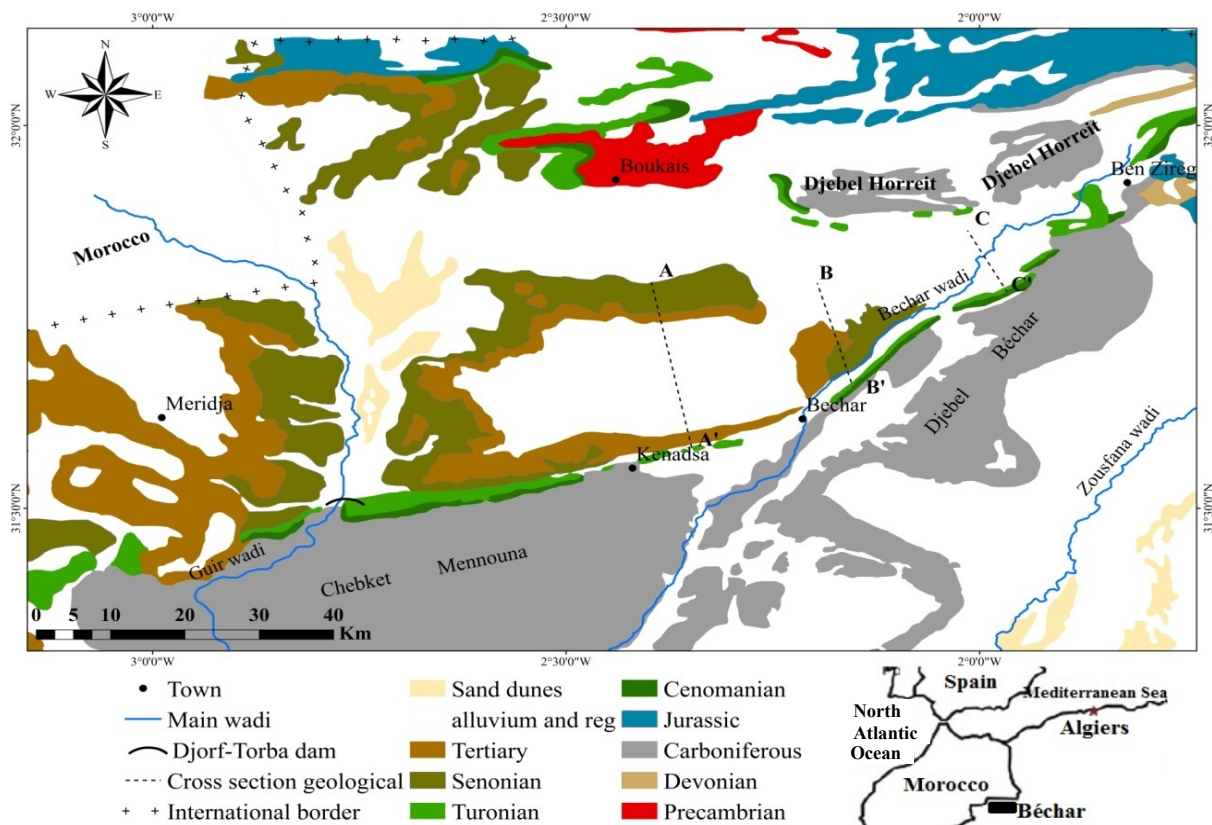 3°0'0"W
2°30'0"W
2°0'0"W
N
W
E
S
32°0'0"N
32°0'0"N
Boukais
Djebel Horreit
Djebel Horreit
Ben Zireg
Morocco
A
B
C
C'
Bechar wadi
Béchar
Djebel
B'
Meridja
Bechar
A'
Kenadsa
Zousfana wadi
31°30'0"N
31°30'0"N
Guir wadi
Chebket
Mennouna
0 5 10 20 30 40
Km
3°0'0"W
2°30'0"W
2°0'0"W
Town
Main wadi
Djorf-Torba dam
Cross section geological
International border
Sand dunes
alluvium and reg
Tertiary
Senonian
Turonian
Cenomanian
Jurassic
Carboniferous
Devonian
Precambrian
Spain
Mediterranean Sea
North
Atlantic
Ocean
Algiers
Morocco
Béchar